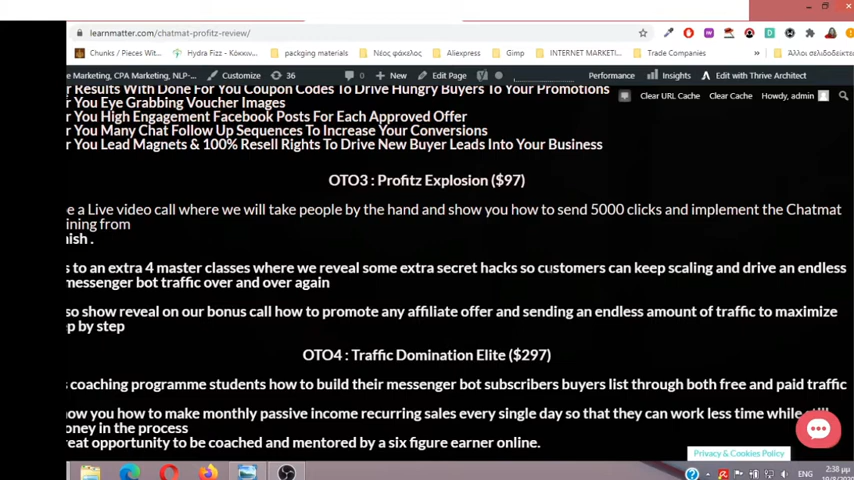 learnmatter.com/chatmat-profitz-review/
Chunks / Pieces Wit... Hydra Fizz - Κόκκιν... packging materials Νέος φάκελος Aliexpress Gimp INTERNET MARKETI... Trade Companies » Άλλοι σελιδοδείκτε
e Marketing, CPA Marketing, NLP-... Customize 36 0 New Edit Page Performance Insights Edit with Thrive Architect
r Results With Done For You Coupon Codes To Drive Hungry Buyers To Your Promotions
Clear URL Cache Clear Cache Howdy, admin
r You Eye Grabbing Voucher Images
r You High Engagement Facebook Posts For Each Approved Offer
r You Many Chat Follow Up Sequences To Increase Your Conversions
r You Lead Magnets & 100% Resell Rights To Drive New Buyer Leads Into Your Business
OTO3 : Profitz Explosion ($97)
e a Live video call where we will take people by the hand and show you how to send 5000 clicks and implement the Chatmat
ining from
nish .
s to an extra 4 master classes where we reveal some extra secret hacks so customers can keep scaling and drive an endless
messenger bot traffic over and over again
so show reveal on our bonus call how to promote any affiliate offer and sending an endless amount of traffic to maximize
ep by step
OTO4 : Traffic Domination Elite ($297)
s coaching programme students how to build their messenger bot subscribers buyers list through both free and paid traffic
now you how to make monthly passive income recurring sales every single day so that they can work less time while still
oney in the process
reat opportunity to be coached and mentored by a six figure earner online.
Privacy & Cookies Policy
ENG 2:38 μμ